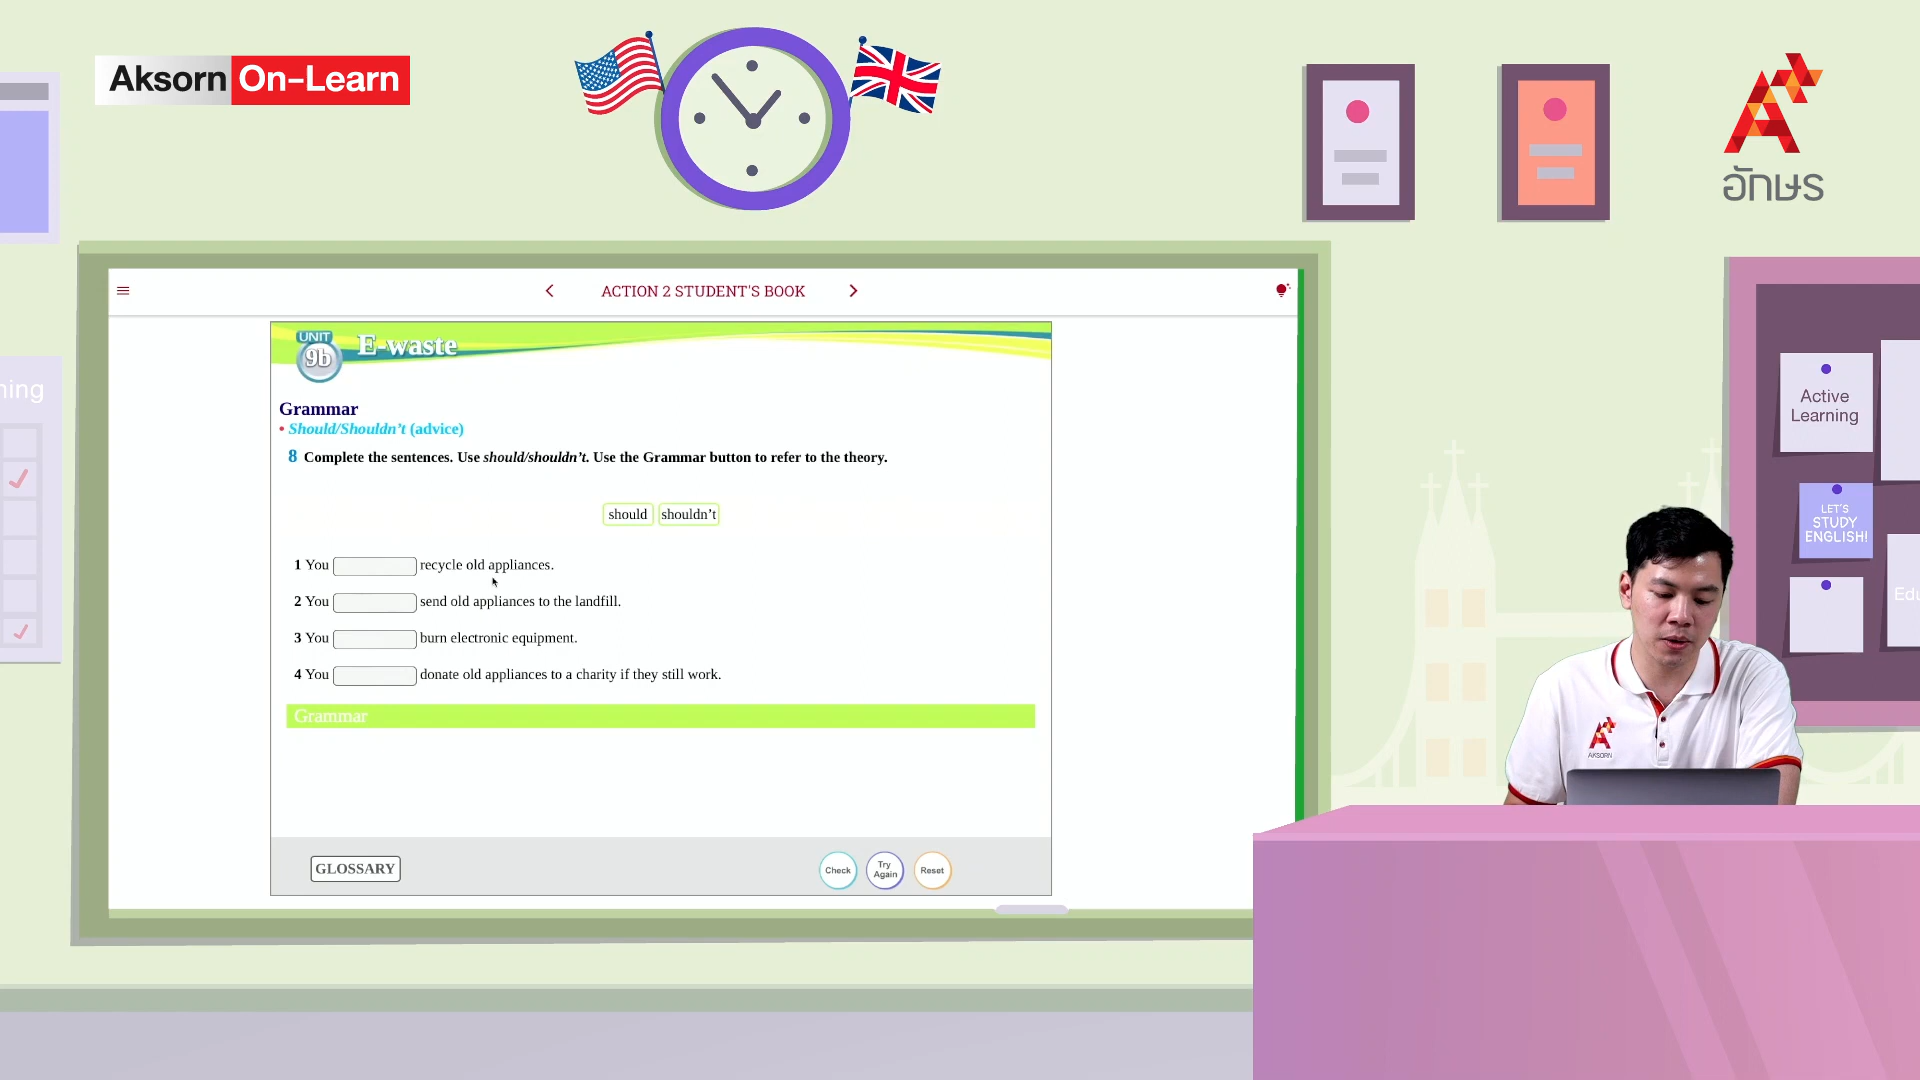 Aksorn On-Learn
อักษร
ning
ACTION 2 STUDENT'S BOOK
UNIT
9b
E-waste
Grammar
• Should/Shouldn't (advice)
8 Complete the sentences. Use should/shouldn't. Use the Grammar button to refer to the theory.
should shouldn't
1 You recycle old appliances.
2 You send old appliances to the landfill.
3 You burn electronic equipment.
4 You donate old appliances to a charity if they still work.
Grammar
GLOSSARY
Check
Try
Again
Reset
Active
Learning
LET'S
STUDY
ENGLISH!
Edu
AKSORN